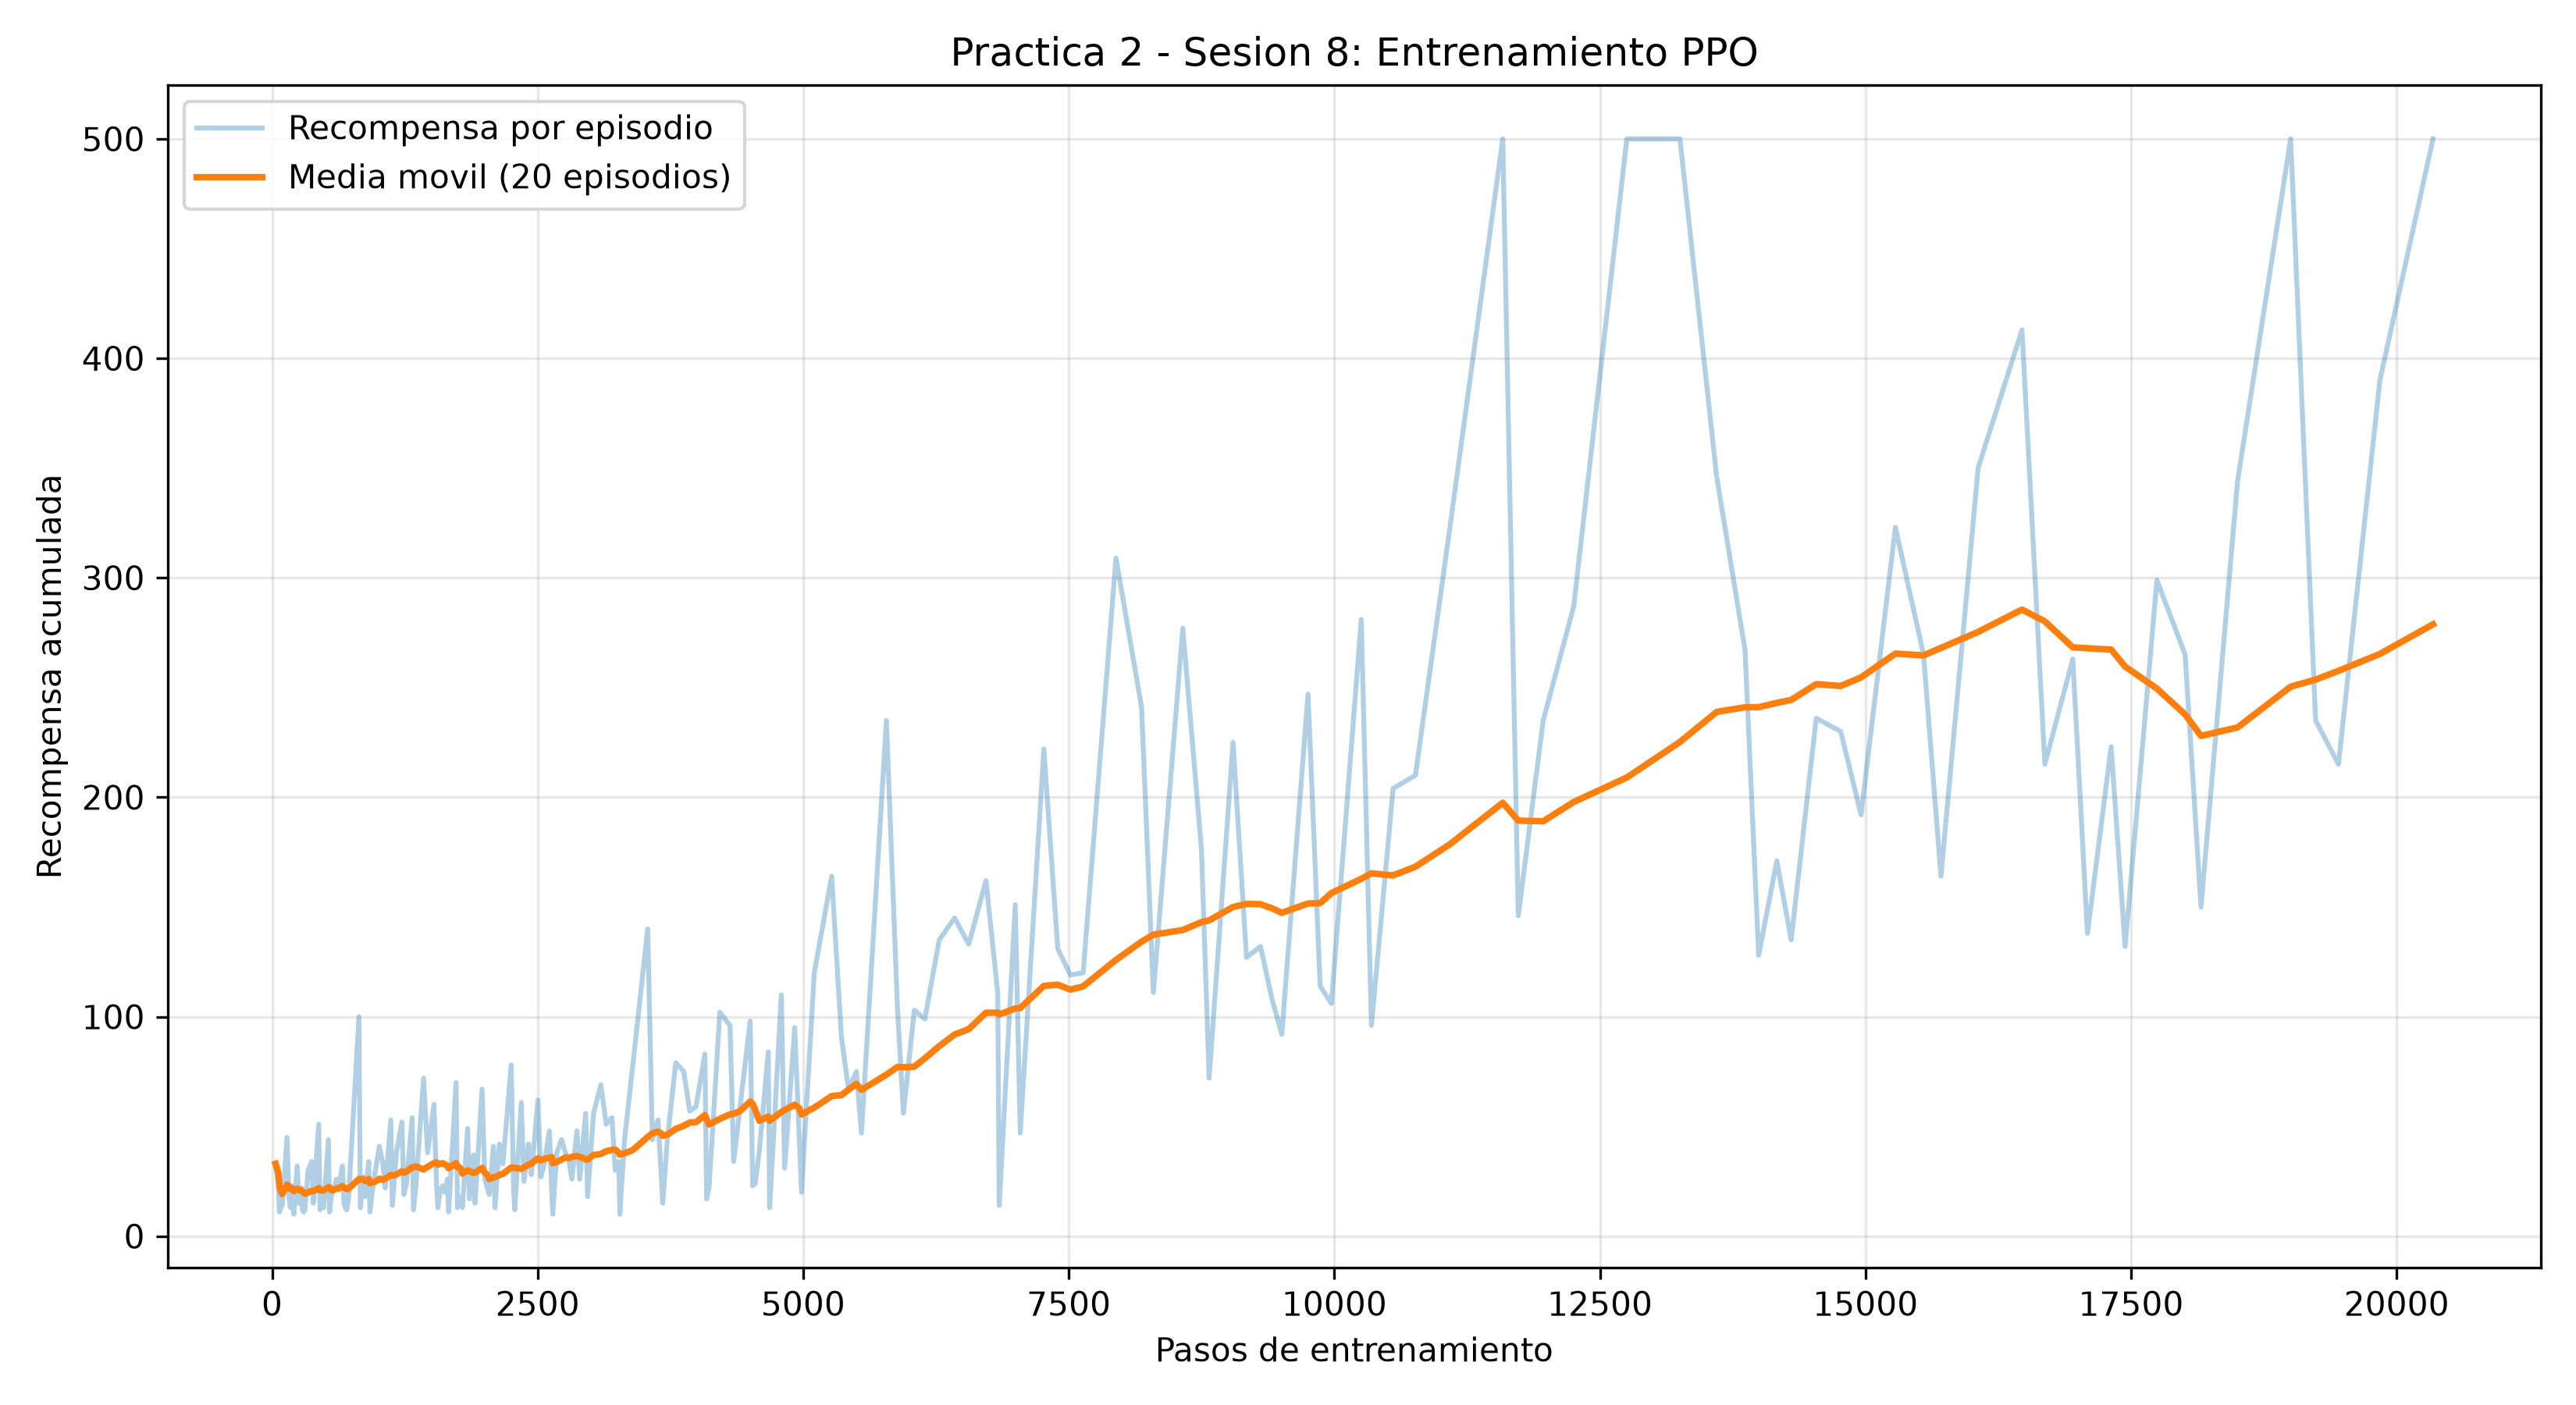 Practica 2 - Sesion 8: Entrenamiento PPO
Recompensa por episodio
Media movil (20 episodios)
Recompensa acumulada
500
400
300
200
100
0
0 2500 5000 7500 10000 12500 15000 17500 20000
Pasos de entrenamiento